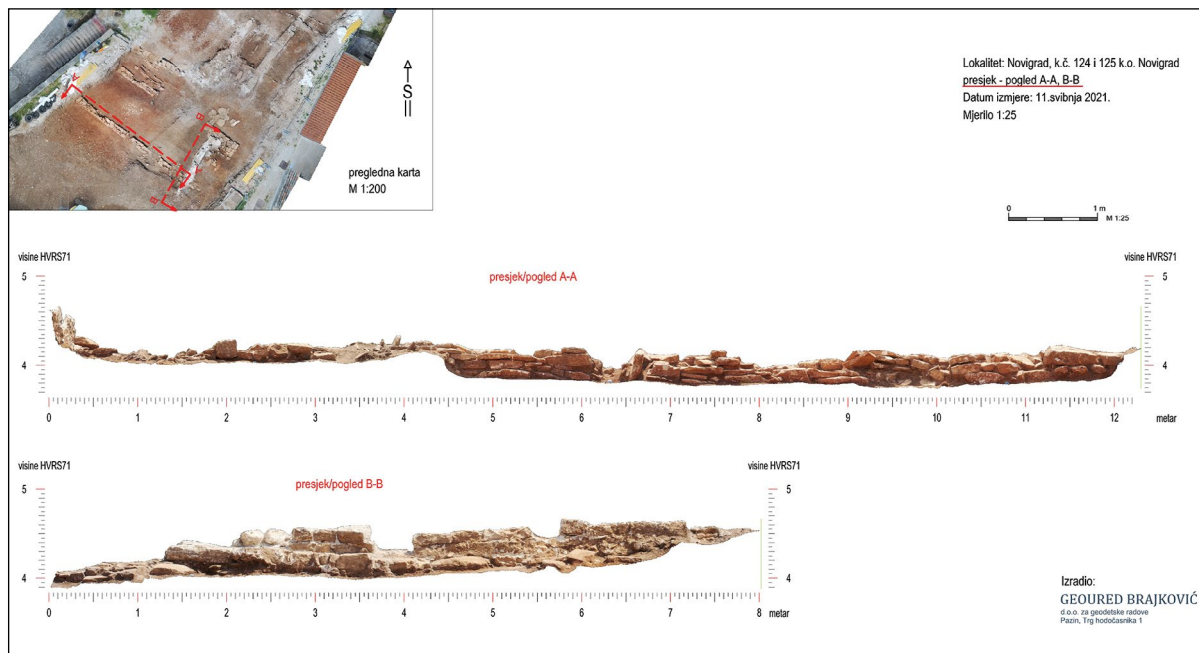 A
A
B
B
S
pregledna karta
M 1:200
Lokalitet: Novigrad, k.č. 124 i 125 k.o. Novigrad
presjek - pogled A-A, B-B
Datum izmjere: 11.svibnja 2021.
Mjerilo 1:25
0 1 m
M 1:25
visine HVRS71
presjek/pogled A-A
visine HVRS71
5
5
4
4
0 1 2 3 4 5 6 7 8 9 10 11 12 metar
visine HVRS71
presjek/pogled B-B
visine HVRS71
5
5
4
4
0 1 2 3 4 5 6 7 8 metar
Izradio:
GEOURED BRAJKOVIĆ
d.o.o. za geodetske radove
Pazin, Trg hodočasnika 1